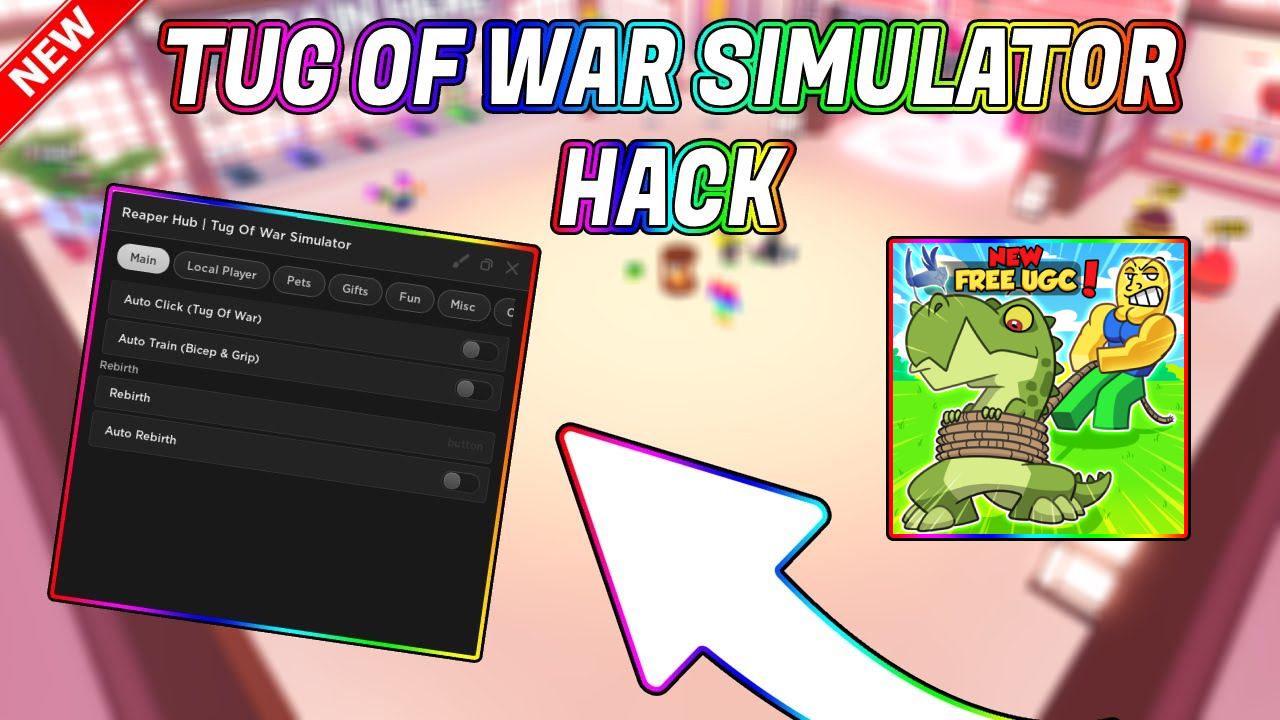 NEW
TUG OF WAR SIMULATOR
HACK
Reaper Hub | Tug Of War Simulator
Main
Local Player
Pets
Gifts
Fun
Misc
Auto Click (Tug Of War)
Auto Train (Bicep & Grip)
Rebirth
Rebirth
button
Auto Rebirth
NEW
FREE UGC!